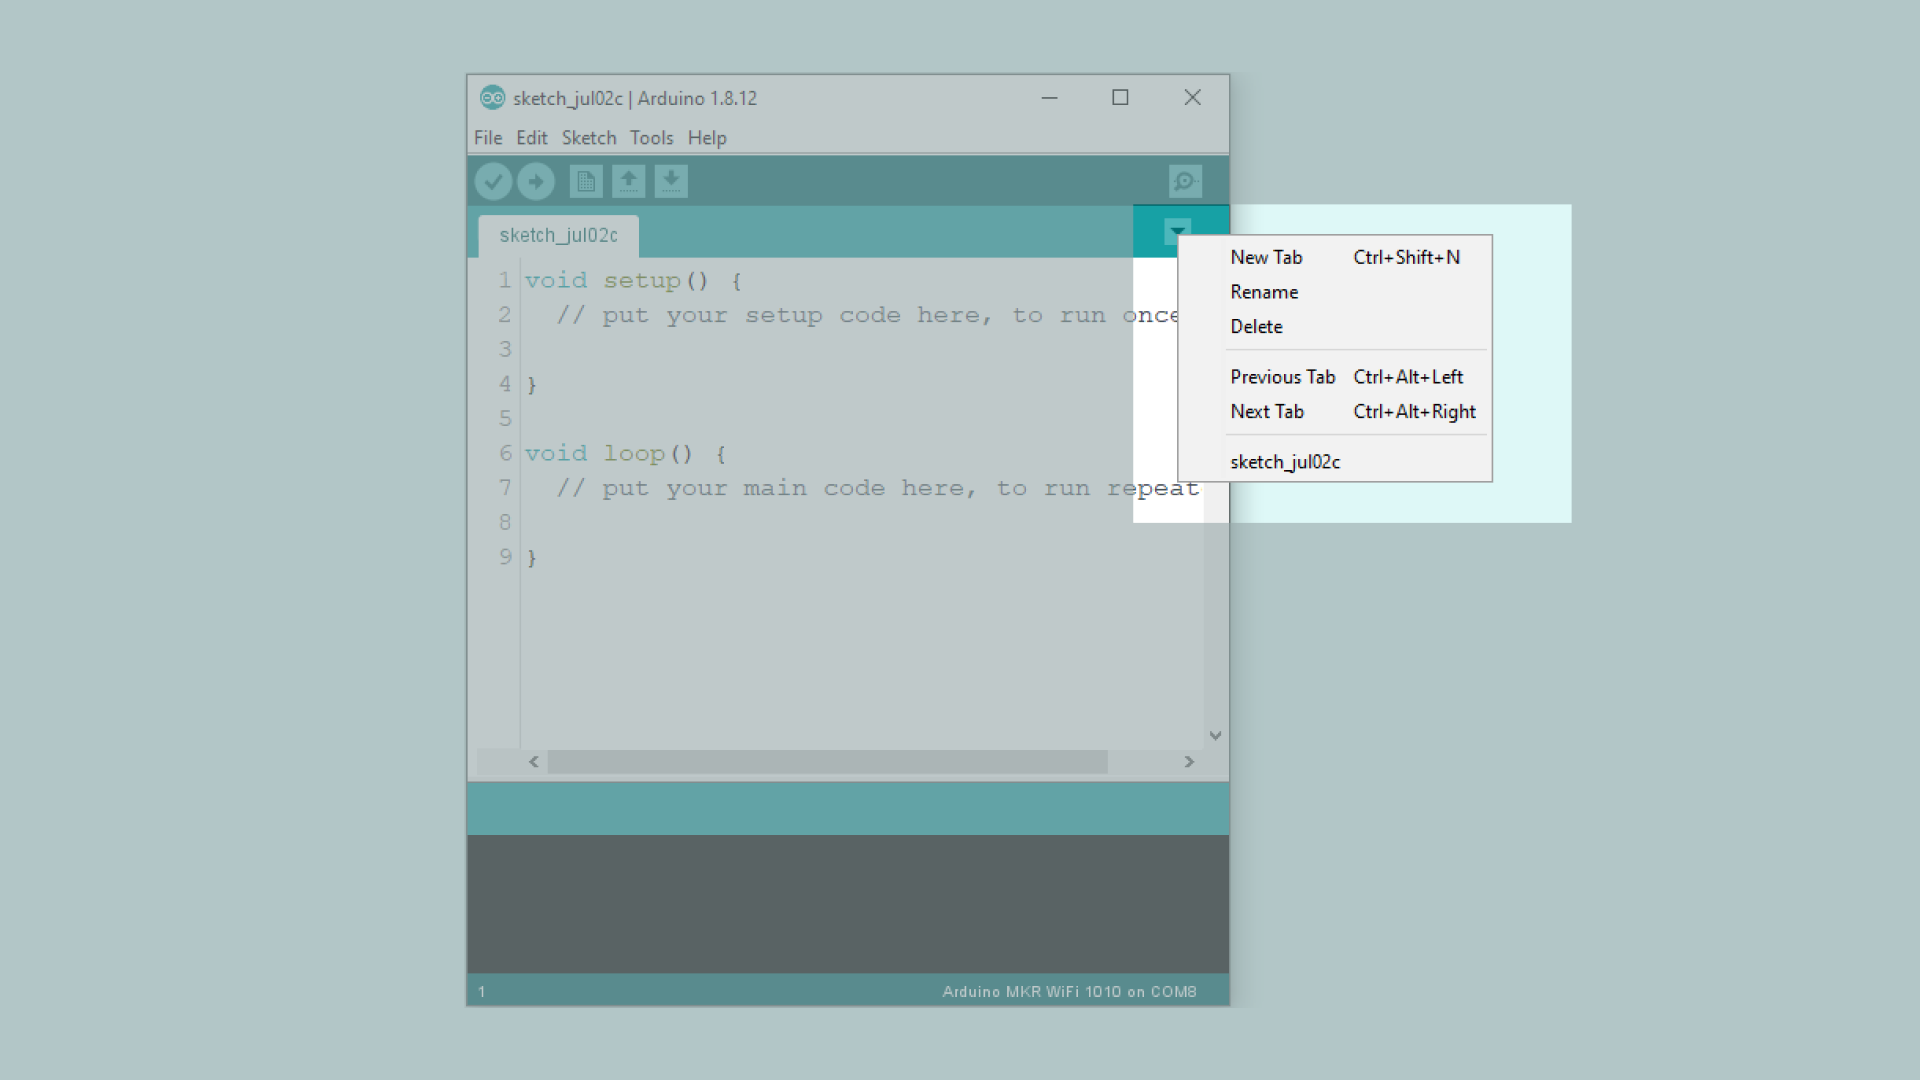 sketch_jul02c | Arduino 1.8.12
File Edit Sketch Tools Help
sketch_jul02c
1 void setup() {
2 // put your setup code here, to run once
3
4 }
5
6 void loop() {
7 // put your main code here, to run repeat
8
9 }
New Tab Ctrl+Shift+N
Rename
Delete
Previous Tab Ctrl+Alt+Left
Next Tab Ctrl+Alt+Right
sketch_jul02c
1 Arduino MKR WiFi 1010 on COM8